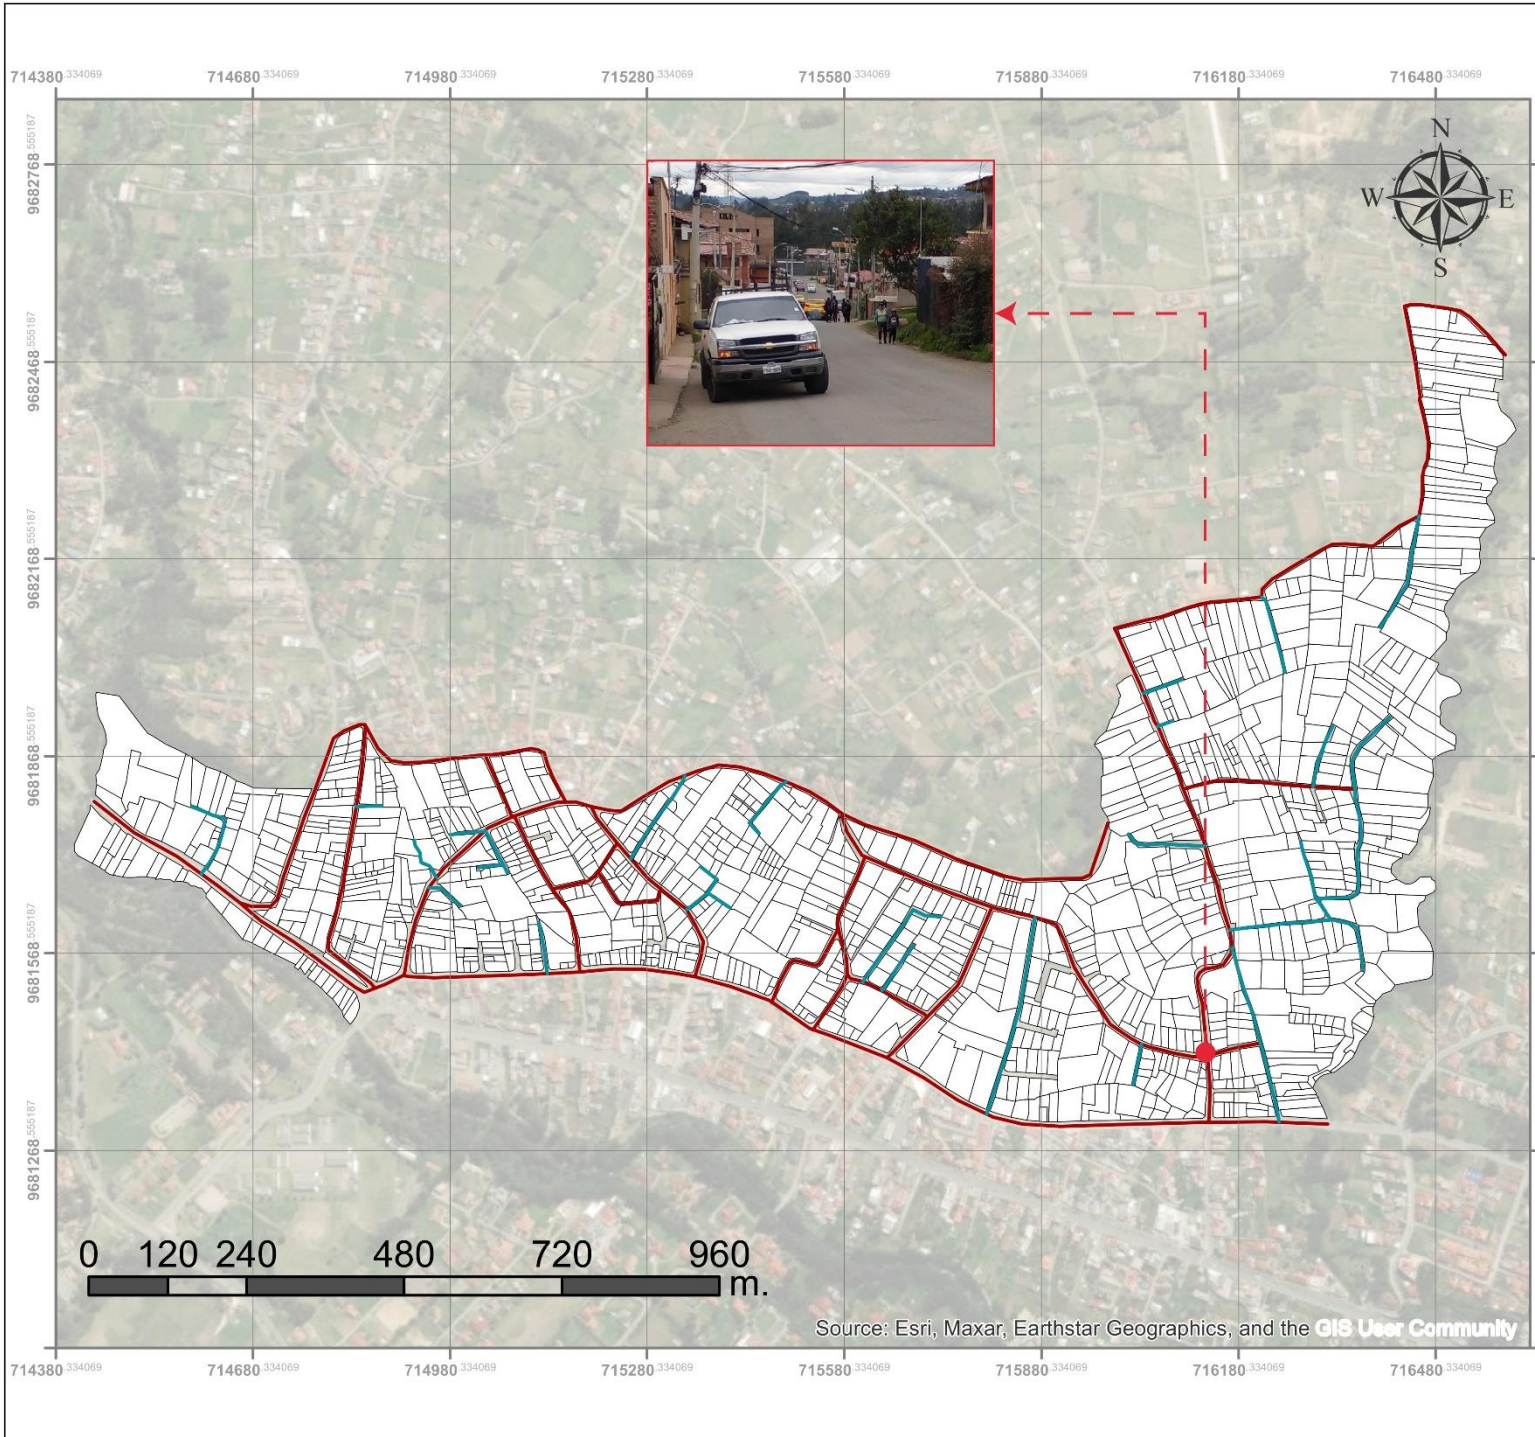 714380.334069 714680.334069 714980.334069 715280.334069 715580.334069 715880.334069 716180.334069 716480.334069
9682768.555187
9682468.555187
9682168.555187
9681868.555187
9681568.555187
9681268.555187
N
W E
S
0 120 240 480 720 960
m.
Source: Esri, Maxar, Earthstar Geographics, and the GIS User Community
714380.334069 714680.334069 714980.334069 715280.334069 715580.334069 715880.334069 716180.334069 716480.334069